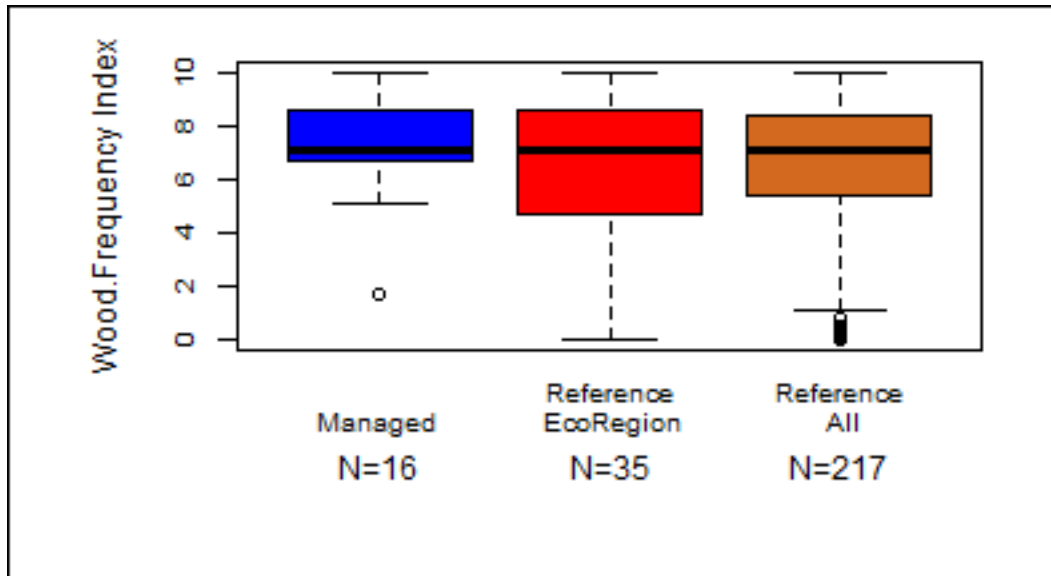 Wood.Frequency Index
10
8
6
4
2
0
Managed
Reference
EcoRegion
Reference
All
N=16
N=35
N=217